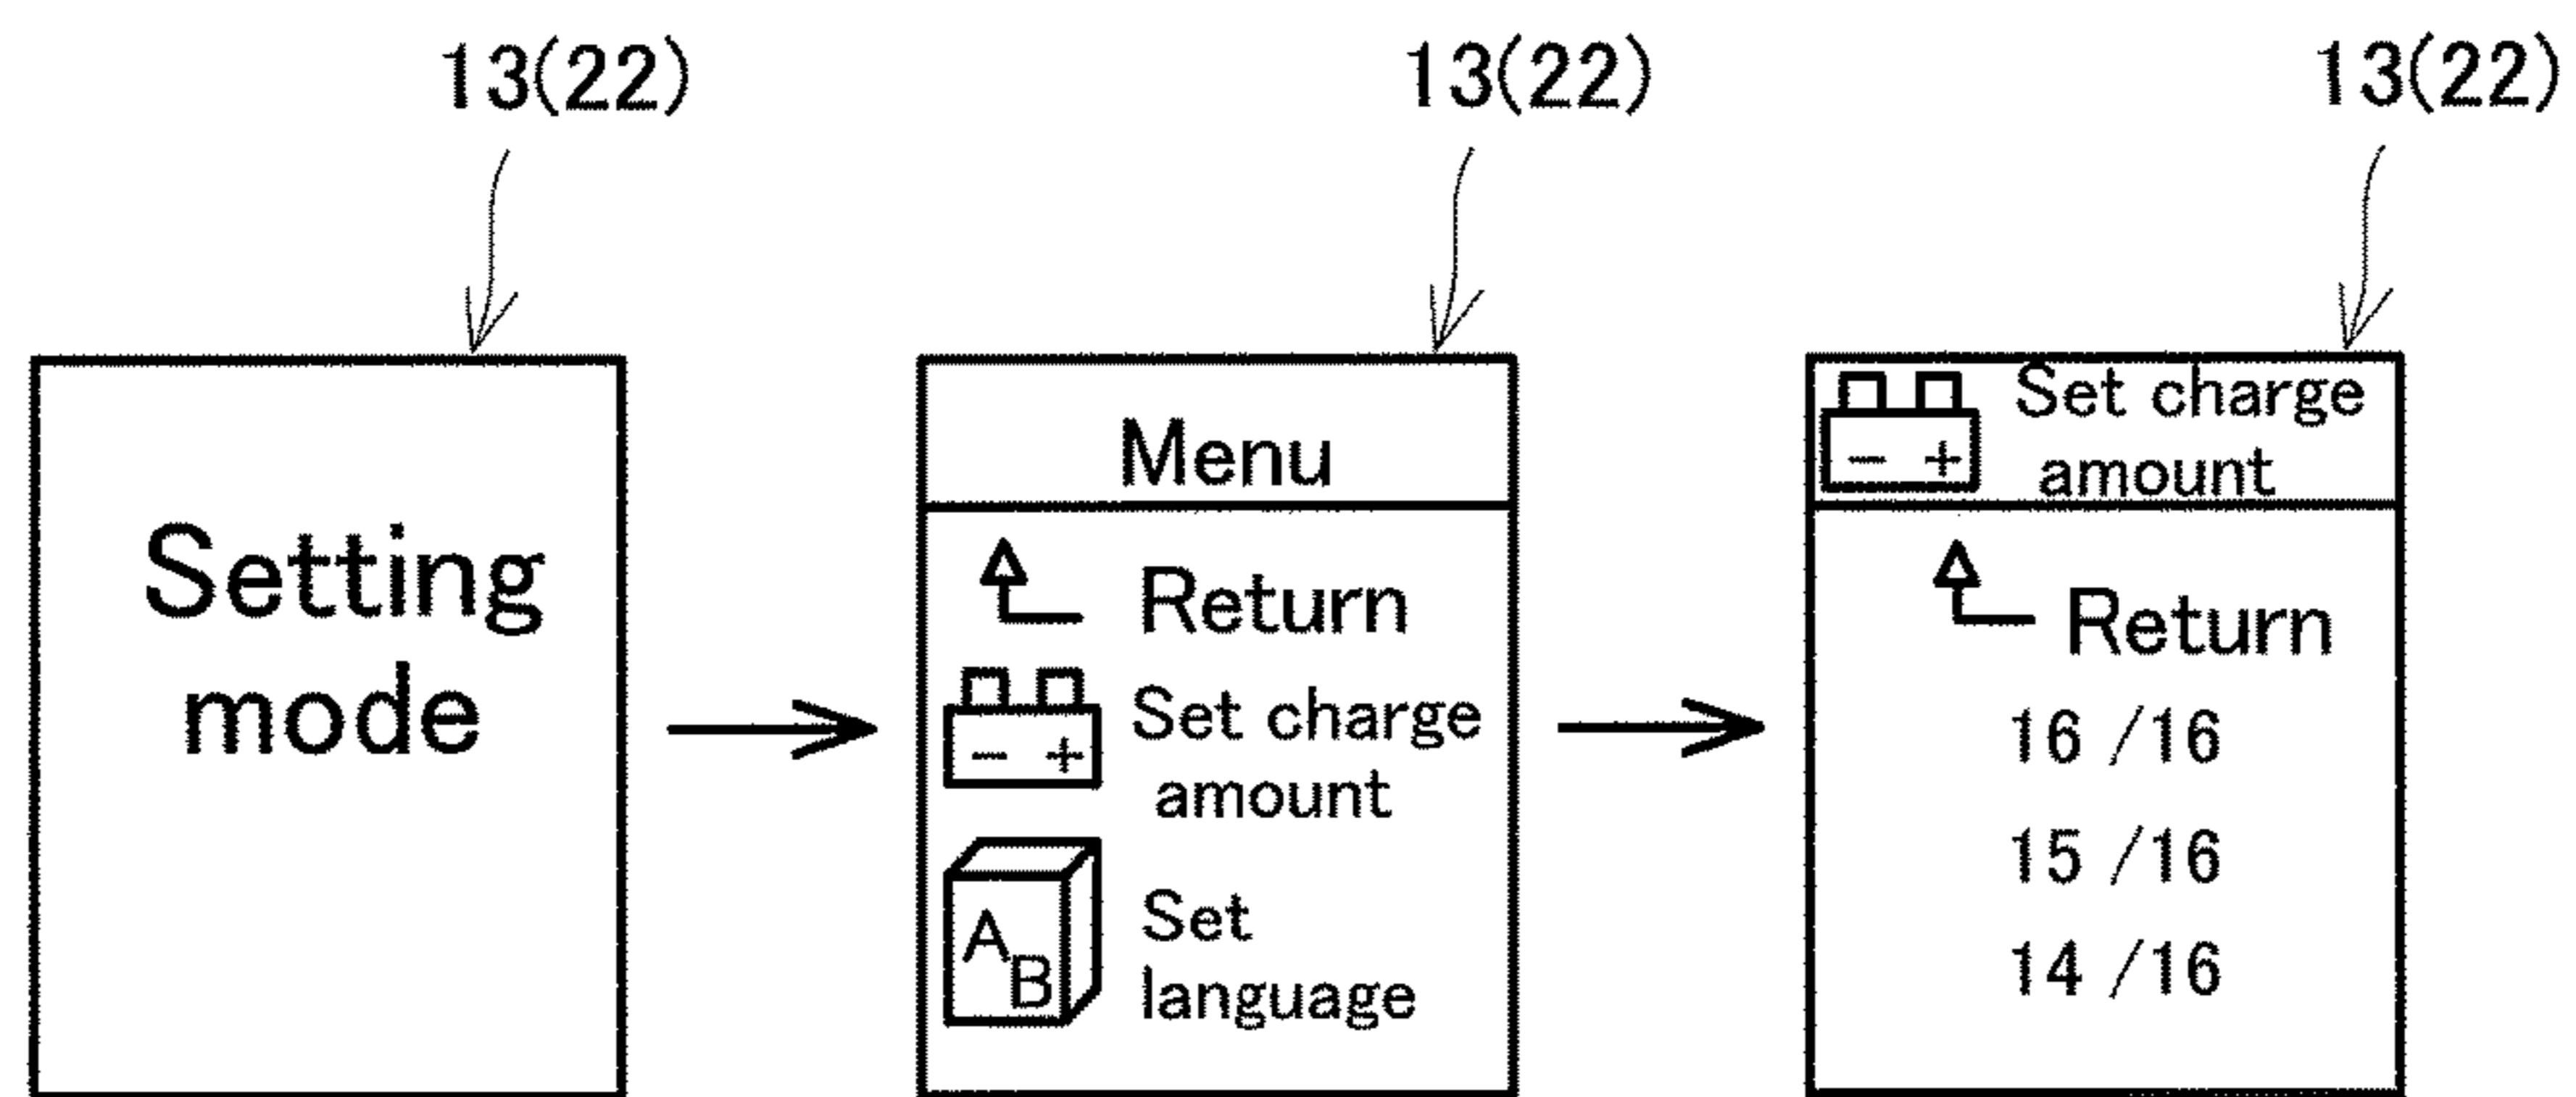 13(22)
13(22)
13(22)
Setting
mode
Menu
Return
- +
Set charge
amount
A
B
Set
language
Set charge
amount
- +
Return
16 /16
15 /16
14 /16